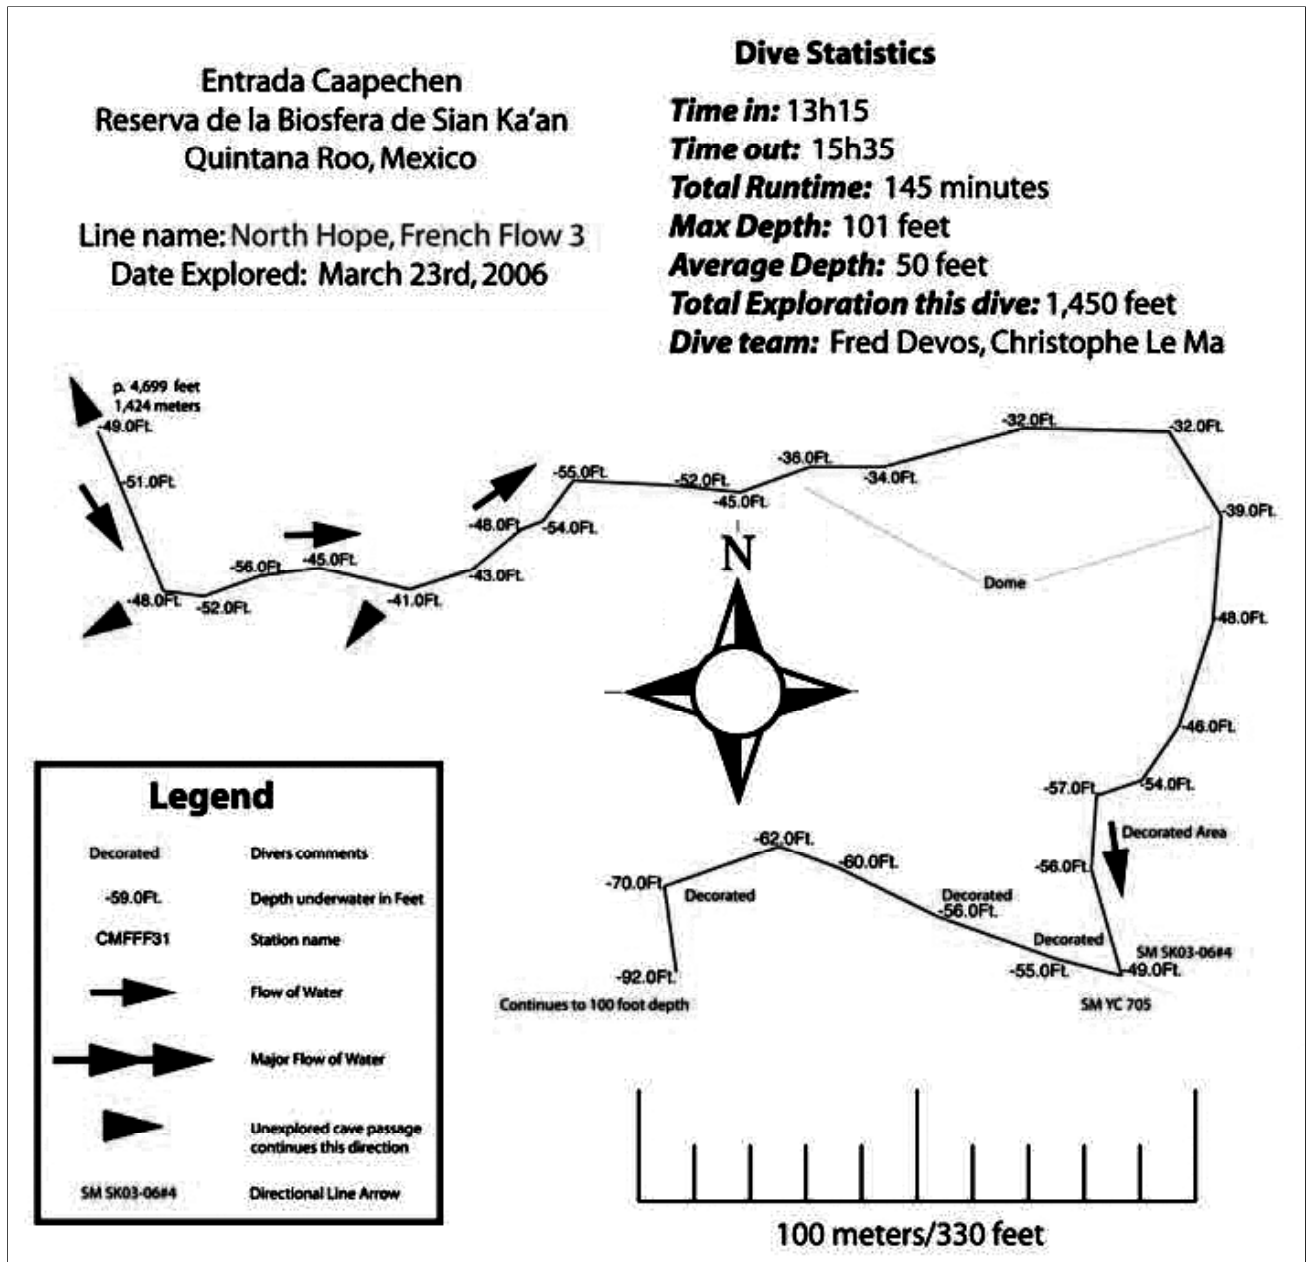 Entrada Caapechen
Reserva de la Biosfera de Sian Ka'an
Quintana Roo, Mexico
Line name: North Hope, French Flow 3
Date Explored: March 23rd, 2006
Dive Statistics
Time in: 13h15
Time out: 15h35
Total Runtime: 145 minutes
Max Depth: 101 feet
Average Depth: 50 feet
Total Exploration this dive: 1,450 feet
Dive team: Fred Devos, Christophe Le Ma
p. 4,699 feet
1,424 meters
-49.0Ft.
-51.0Ft.
-48.0Ft.
-52.0Ft.
-56.0Ft.
-45.0Ft.
-41.0Ft.
-43.0Ft.
-48.0Ft.
-54.0Ft.
-55.0Ft.
-52.0Ft.
-45.0Ft.
-36.0Ft.
-34.0Ft.
-32.0Ft.
-32.0Ft.
-39.0Ft.
Dome
N
-48.0Ft.
-46.0Ft.
-54.0Ft.
-57.0Ft.
Decorated Area
-56.0Ft.
SM SK03-06#4
-49.0Ft.
SM YC 705
-55.0Ft.
Decorated
-56.0Ft.
Decorated
-60.0Ft.
-62.0Ft.
Decorated
-70.0Ft.
-92.0Ft.
Continues to 100 foot depth
Legend
Decorated Divers comments
-59.0Ft. Depth underwater in Feet
CMFFF31 Station name
Flow of Water
Major Flow of Water
Unexplored cave passage
continues this direction
SM SK03-06#4 Directional Line Arrow
100 meters/330 feet